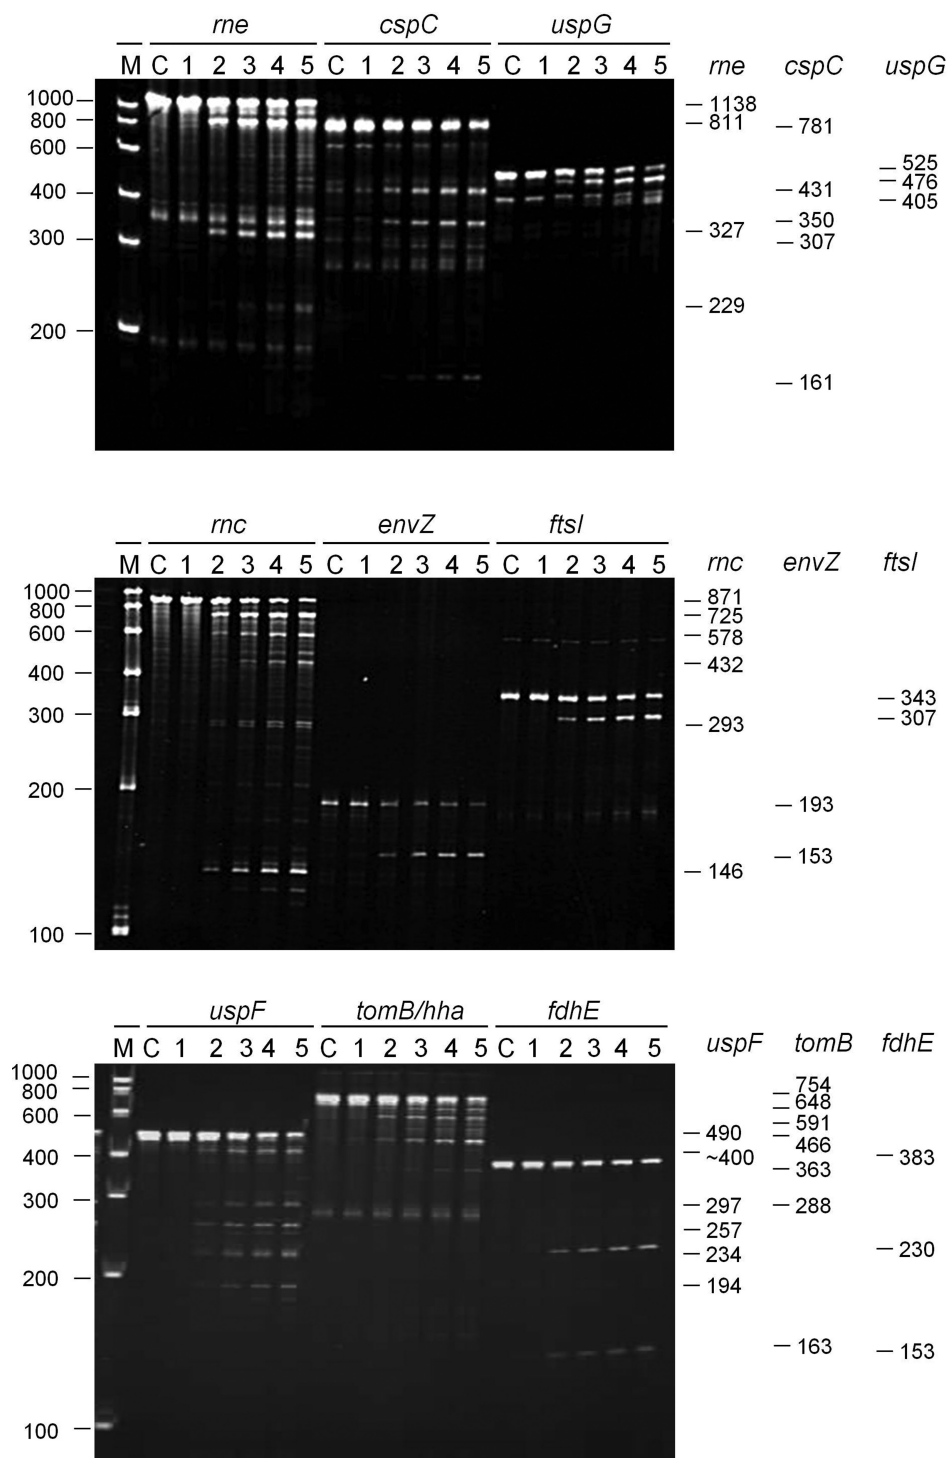 rne cspC uspG
M C 1 2 3 4 5 C 1 2 3 4 5 C 1 2 3 4 5 rne cspC uspG
1000 1138
800 811 781
600 525
476
400 431 405
350
300 327 307
229
200
161
rnc envZ ftsI
M C 1 2 3 4 5 C 1 2 3 4 5 C 1 2 3 4 5 rnc envZ ftsI
1000 871
800 725
600 578
400 432
343
300 293 307
200 193
153
146
100
uspF tomB/hha fdhE
M C 1 2 3 4 5 C 1 2 3 4 5 C 1 2 3 4 5 uspF tomB fdhE
1000 754
800 648
600 591
490 466
400 ~400 363 383
300 297 288
257
234 230
200 194
163 153
100